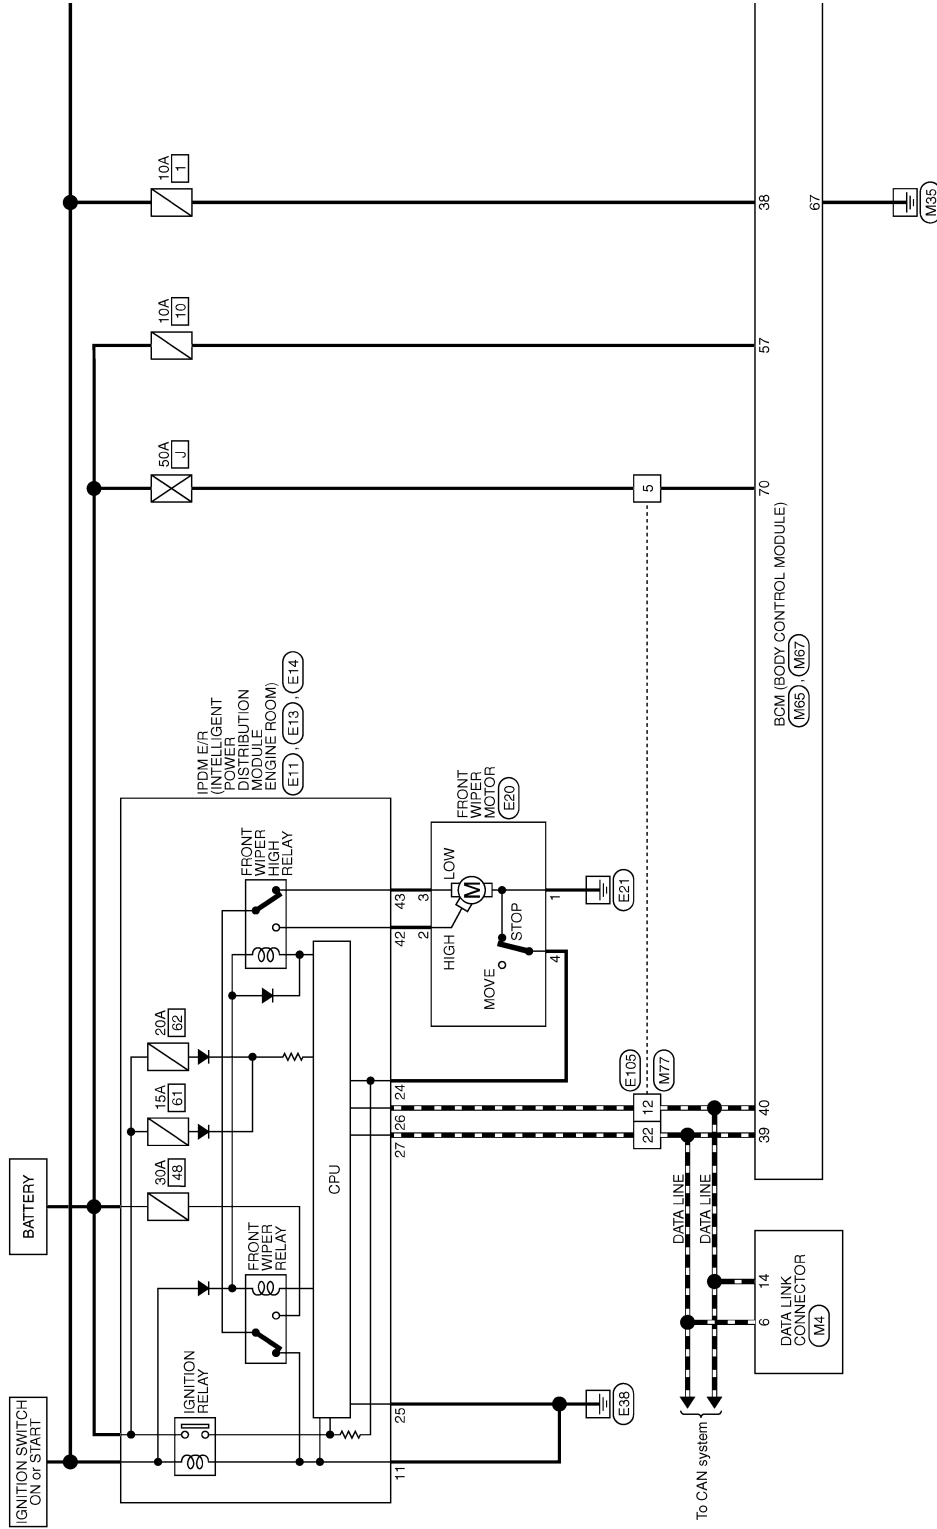 IGNITION SWITCH
ON or START
BATTERY
10A
1
10A
10
50A
J
IPDM E/R
(INTELLIGENT
POWER
DISTRIBUTION
MODULE
ENGINE ROOM)
E11 , E13 , E14
20A
62
15A
61
30A
48
IGNITION
RELAY
FRONT
WIPER
RELAY
FRONT
WIPER
HIGH
RELAY
CPU
11
25
27
26
24
42
43
2
3
FRONT
WIPER
MOTOR
E20
HIGH
LOW
M
MOVE
STOP
4
1
E38
E21
22
12
E105
M77
5
DATA LINE
DATA LINE
To CAN system
6
14
DATA LINK
CONNECTOR
M4
39
40
70
57
38
67
BCM (BODY CONTROL MODULE)
M65 , M67
M35